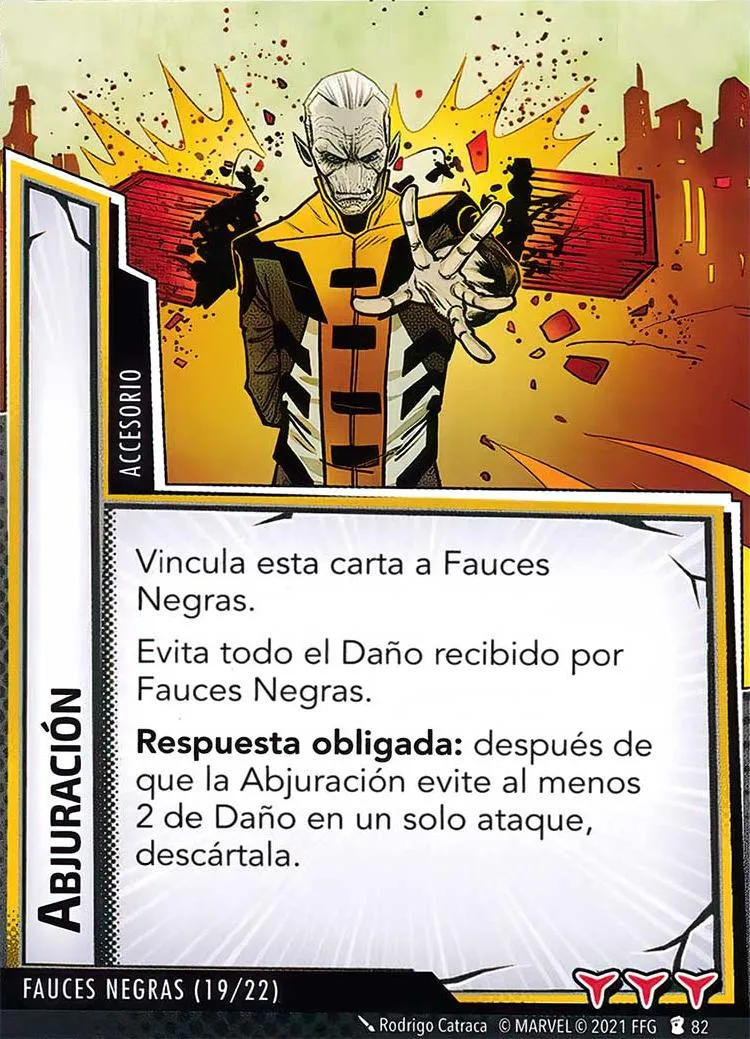 ACCESORIO
ABJURACIÓN
Vincula esta carta a Fauces
Negras.
Evita todo el Daño recibido por
Fauces Negras.
Respuesta obligada: después de
que la Abjuración evite al menos
2 de Daño en un solo ataque,
descártala.
FAUCES NEGRAS (19/22)
Rodrigo Catraca © MARVEL © 2021 FFG 82